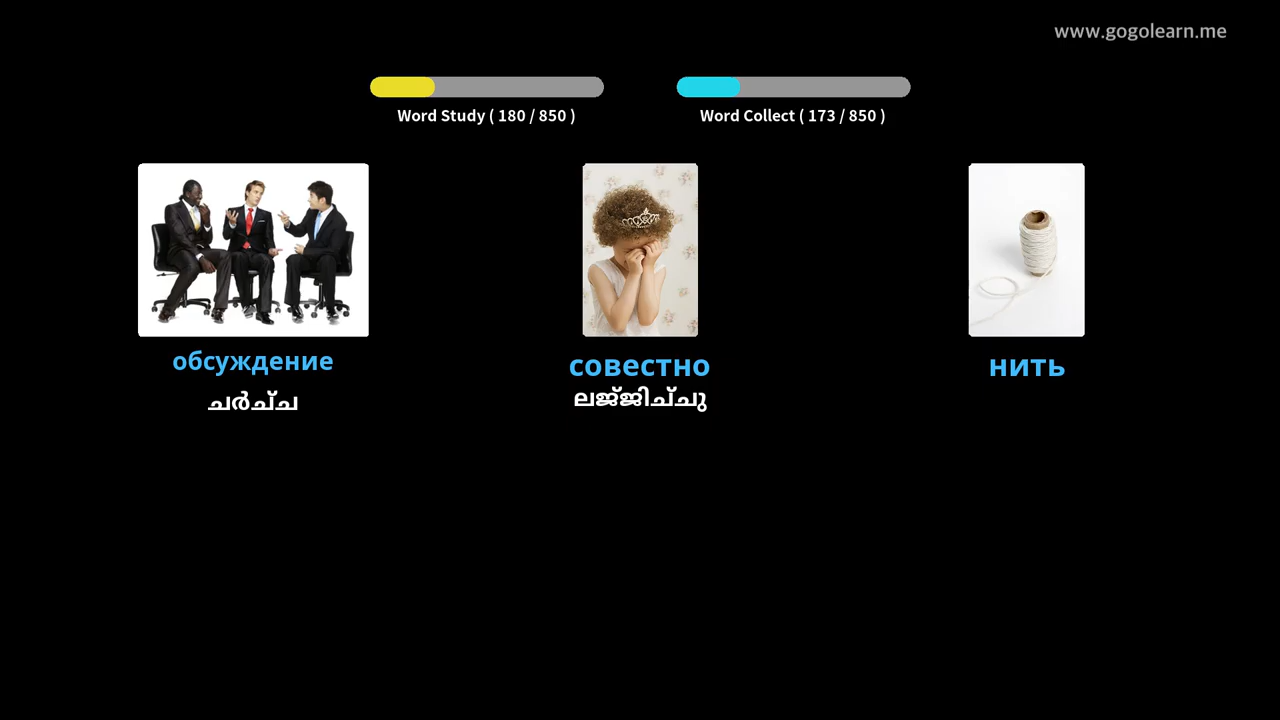 www.gogolearn.me
Word Study ( 180 / 850 )
Word Collect ( 173 / 850 )
обсуждение
ചർച്ച
совестно
ലജ്ജിച്ചു
нить